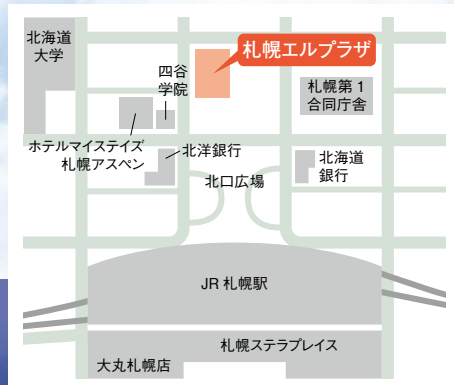 北海道
大学
札幌エルプラザ
四谷
学院
札幌第1
合同庁舎
ホテルマイステイズ
札幌アスペン
北洋銀行
北口広場
北海道
銀行
JR 札幌駅
札幌ステラプレイス
大丸札幌店